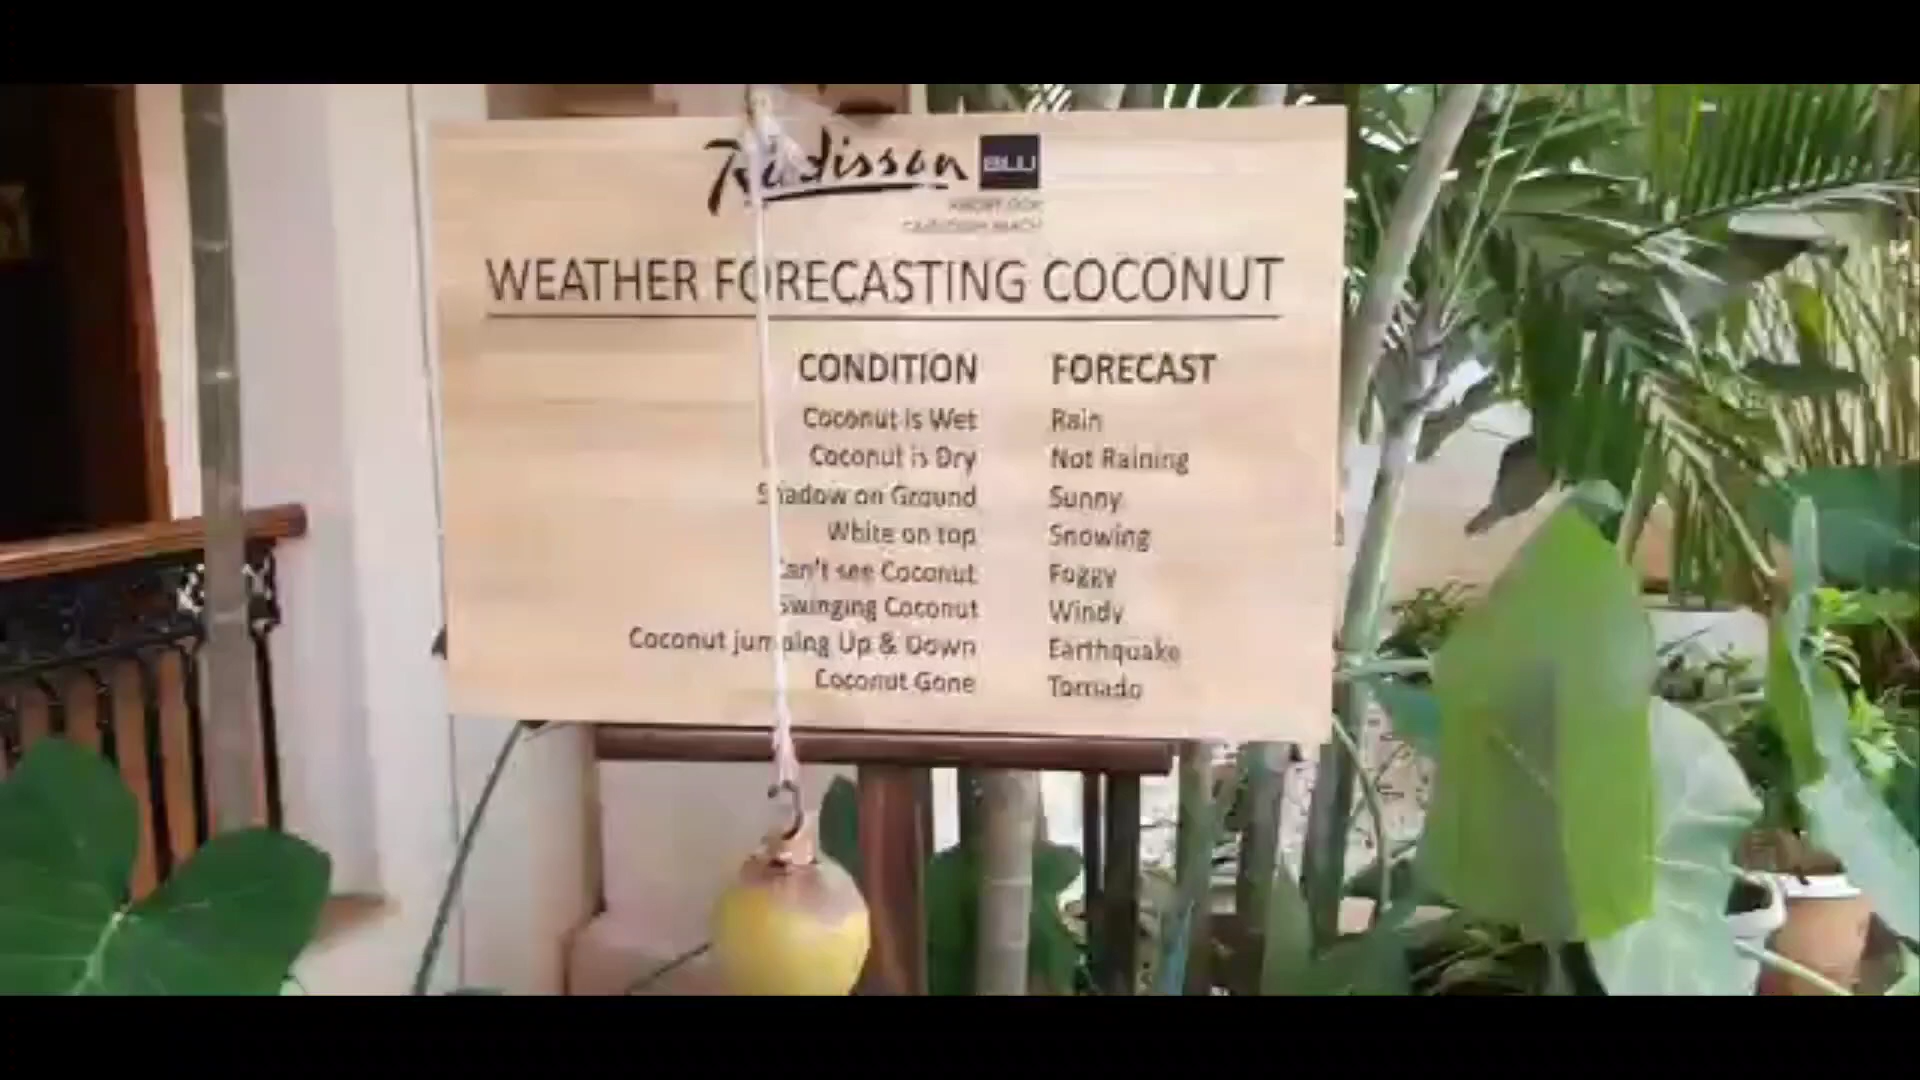 Radisson BLU
WEATHER FORECASTING COCONUT
CONDITION FORECAST
Coconut is Wet Rain
Coconut is Dry Not Raining
Shadow on Ground Sunny
White on top Snowing
Can't see Coconut Foggy
Swinging Coconut Windy
Coconut jumping Up & Down Earthquake
Coconut Gone Tornado